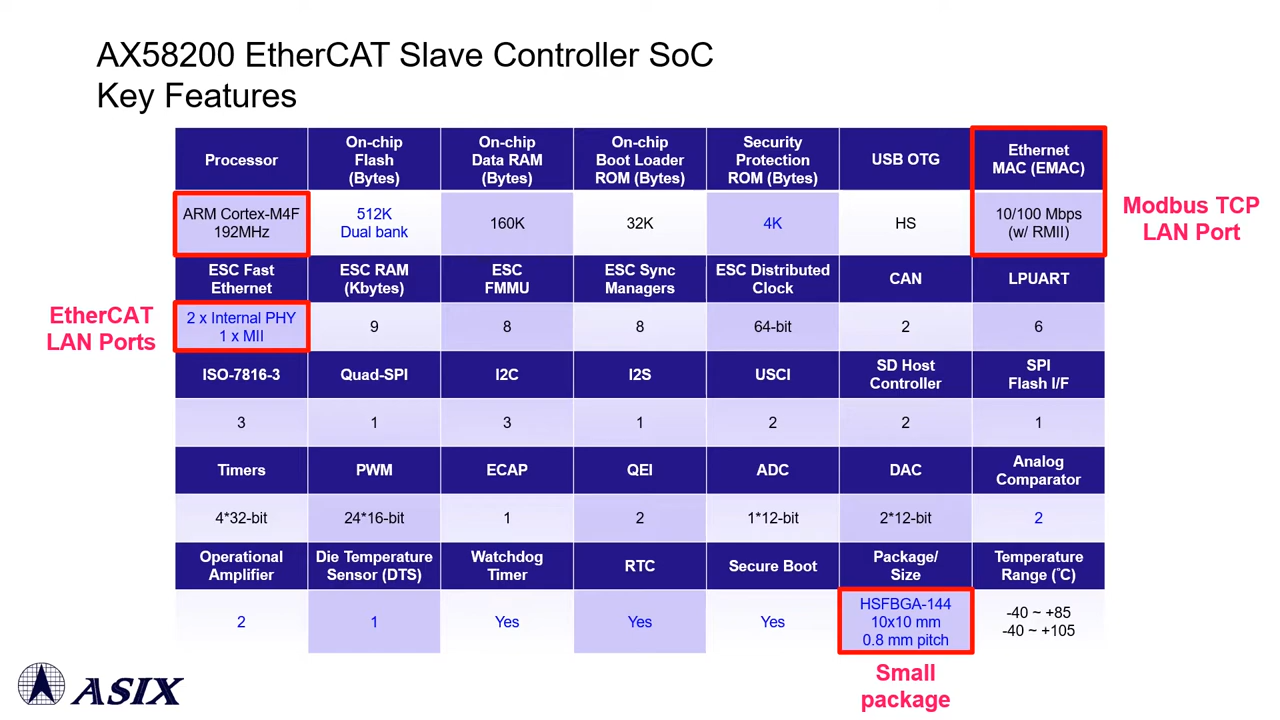 AX58200 EtherCAT Slave Controller SoC
Key Features
Processor
On-chip
Flash
(Bytes)
On-chip
Data RAM
(Bytes)
On-chip
Boot Loader
ROM (Bytes)
Security
Protection
ROM (Bytes)
USB OTG
Ethernet
MAC (EMAC)
ARM Cortex-M4F
192MHz
512K
Dual bank
160K
32K
4K
HS
10/100 Mbps
(w/ RMII)
Modbus TCP
LAN Port
ESC Fast
Ethernet
ESC RAM
(Kbytes)
ESC
FMMU
ESC Sync
Managers
ESC Distributed
Clock
CAN
LPUART
EtherCAT
LAN Ports
2 x Internal PHY
1 x MII
9
8
8
64-bit
2
6
ISO-7816-3
Quad-SPI
I2C
I2S
USCI
SD Host
Controller
SPI
Flash I/F
3
1
3
1
2
2
1
Timers
PWM
ECAP
QEI
ADC
DAC
Analog
Comparator
4*32-bit
24*16-bit
1
2
1*12-bit
2*12-bit
2
Operational
Amplifier
Die Temperature
Sensor (DTS)
Watchdog
Timer
RTC
Secure Boot
Package/
Size
Temperature
Range (°C)
2
1
Yes
Yes
Yes
HSFBGA-144
10x10 mm
0.8 mm pitch
-40 ~ +85
-40 ~ +105
Small
package
ASIX